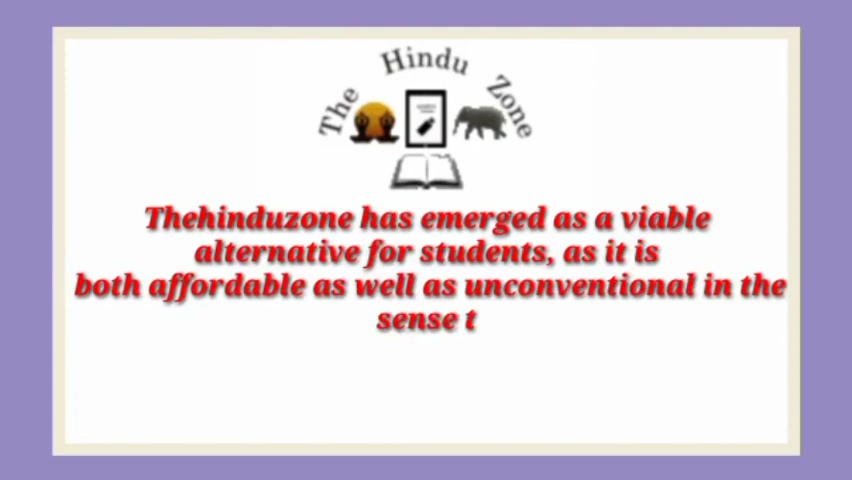 The Hindu Zone
Thehinduzone has emerged as a viable
alternative for students, as it is
both affordable as well as unconventional in the
sense t